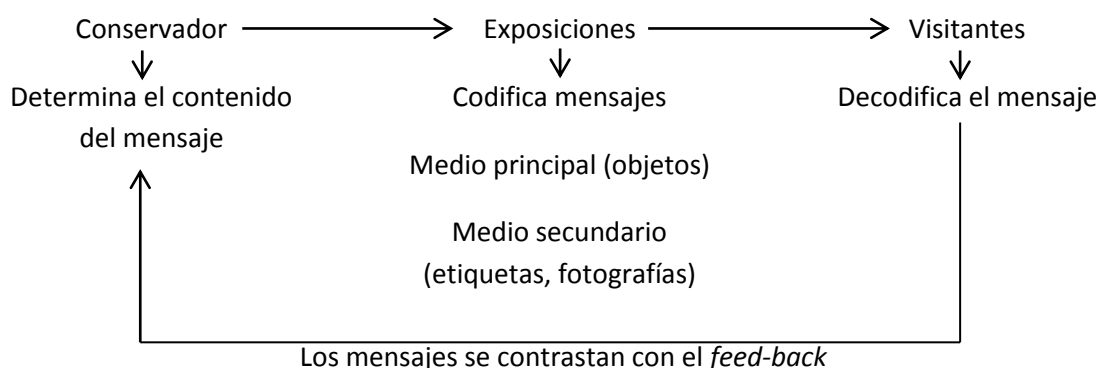 Conservador Exposiciones Visitantes
Determina el contenido Codifica mensajes Decodifica el mensaje
del mensaje
Medio principal (objetos)
Medio secundario
(etiquetas, fotografías)
Los mensajes se contrastan con el feed-back